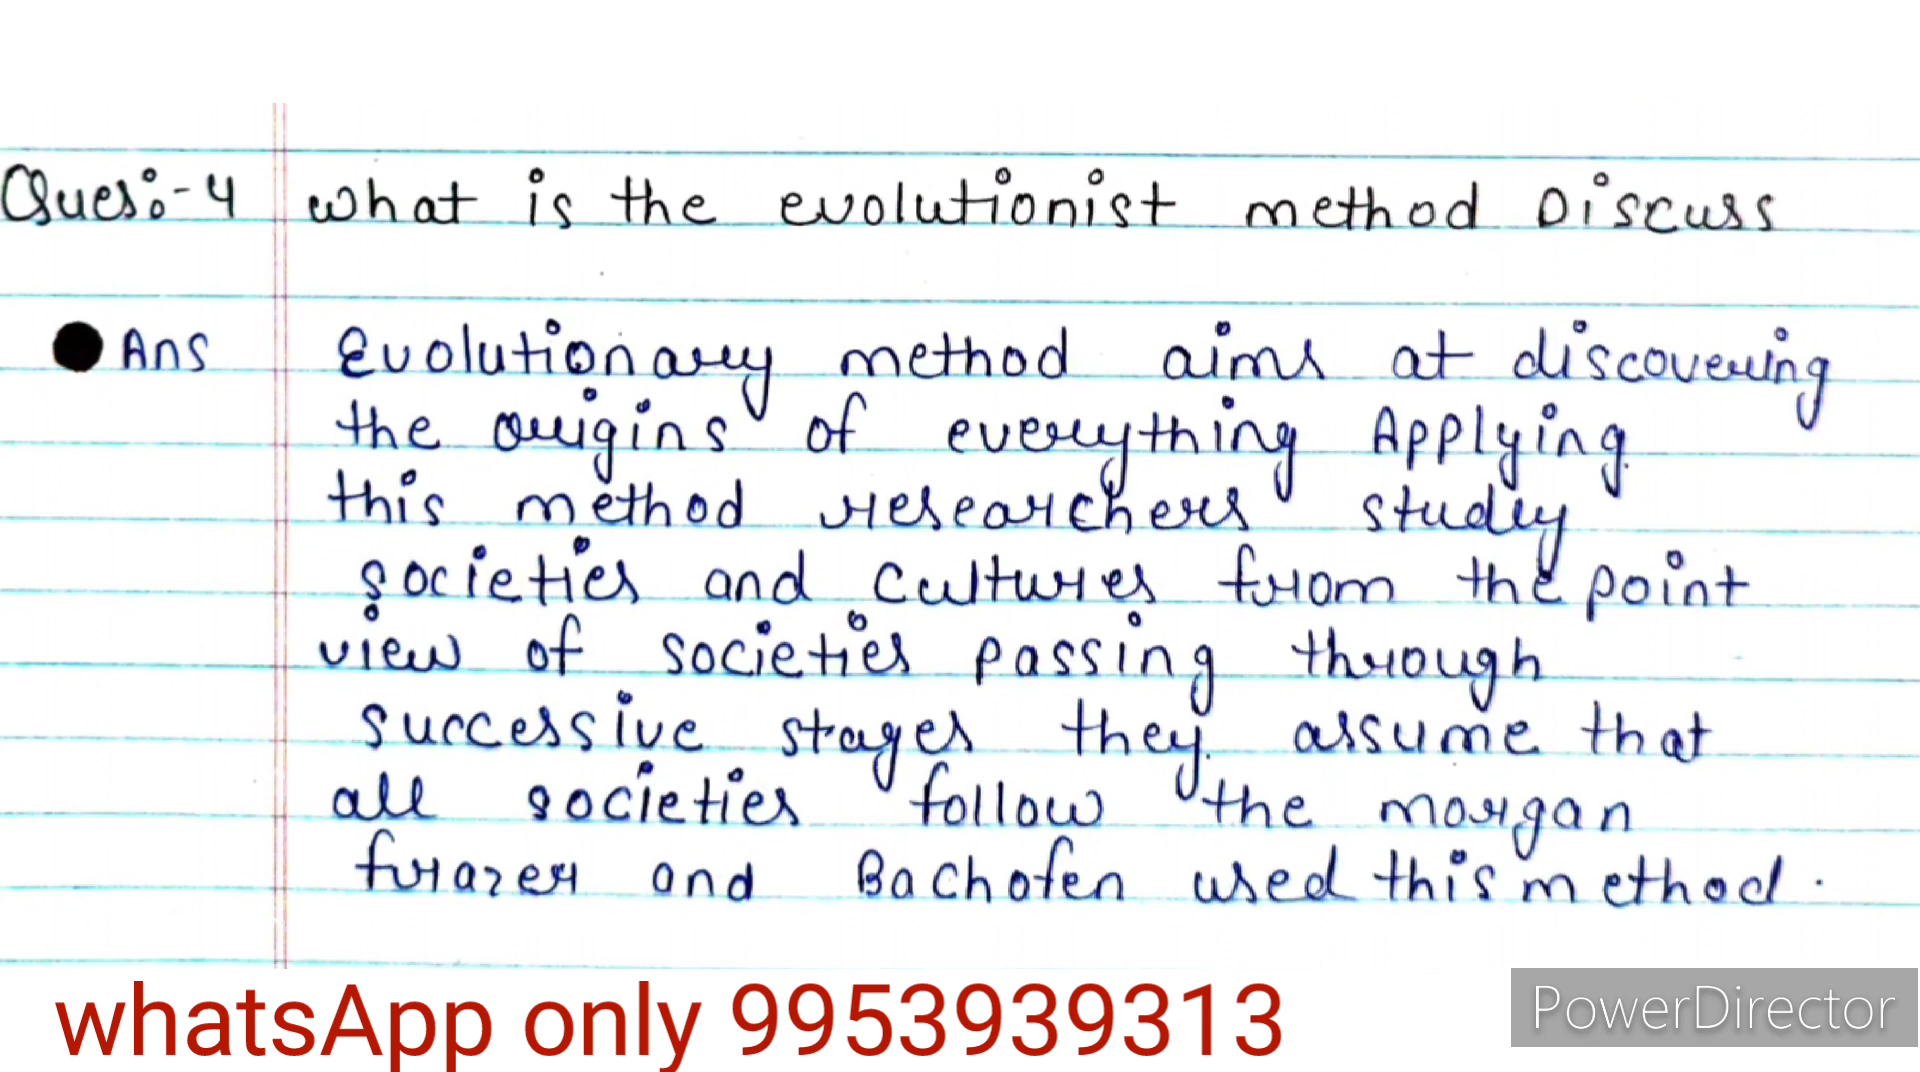 Ques:-4 what is the evolutionist method Discuss
Ans Evolutionary method aims at discovering
the origins of everything Applying
this method researchers study
societies and cultures from the point
view of societies passing through
successive stages they assume that
all societies follow the morgan
frazer and Bachofen used this method.
whatsApp only 9953939313
PowerDirector